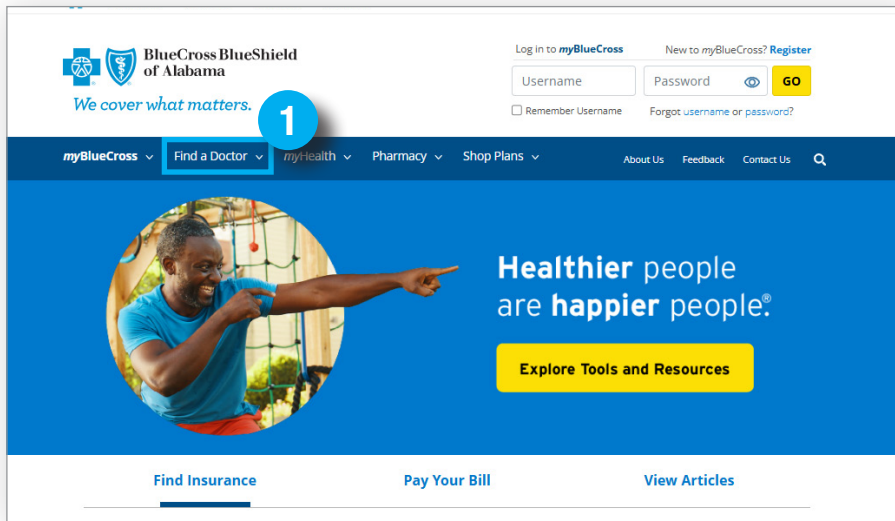 BlueCross BlueShield
of Alabama
We cover what matters.
Log in to myBlueCross
New to myBlueCross? Register
Username
Password
GO
Remember Username
Forgot username or password?
1
myBlueCross
Find a Doctor
myHealth
Pharmacy
Shop Plans
About Us
Feedback
Contact Us
Healthier people
are happier people.®
Explore Tools and Resources
Find Insurance
Pay Your Bill
View Articles